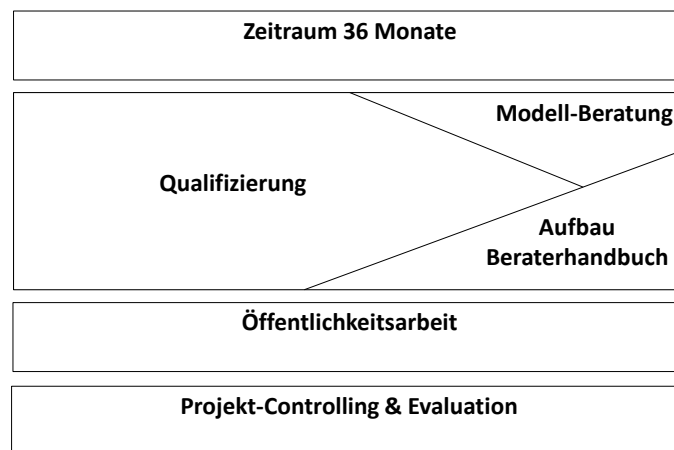 Zeitraum 36 Monate
Modell-Beratung
Qualifizierung
Aufbau
Beraterhandbuch
Öffentlichkeitsarbeit
Projekt-Controlling & Evaluation